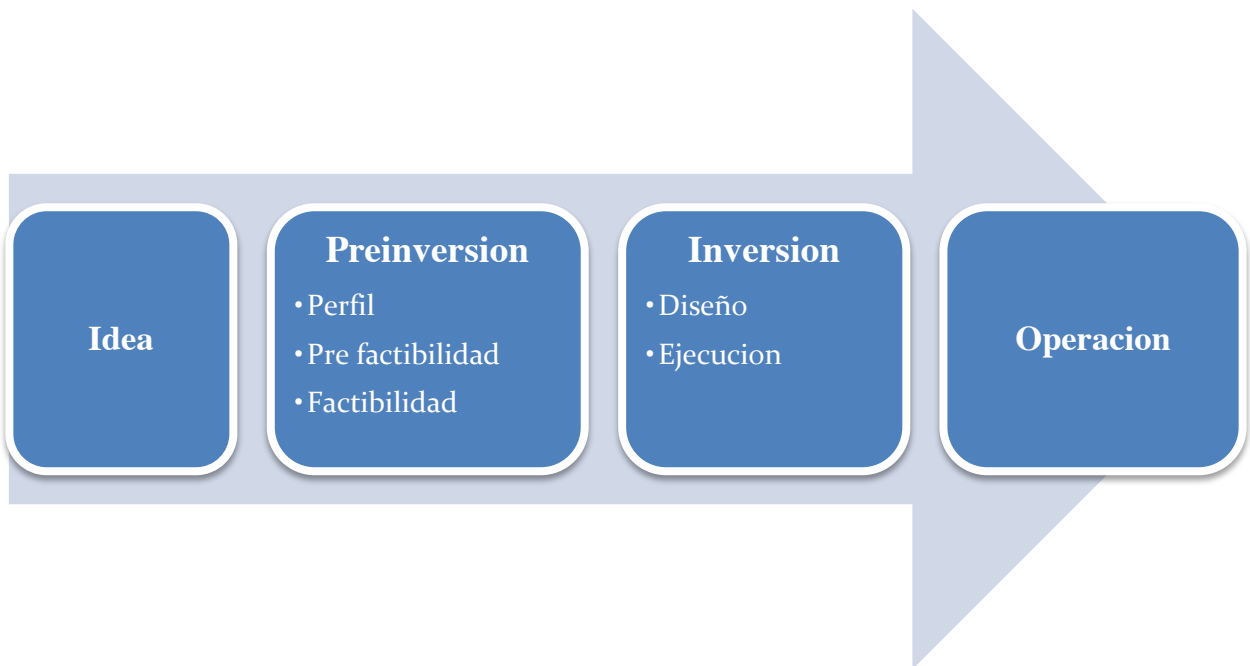 Idea
Preinversion
• Perfil
• Pre factibilidad
• Factibilidad
Inversion
• Diseño
• Ejecucion
Operacion